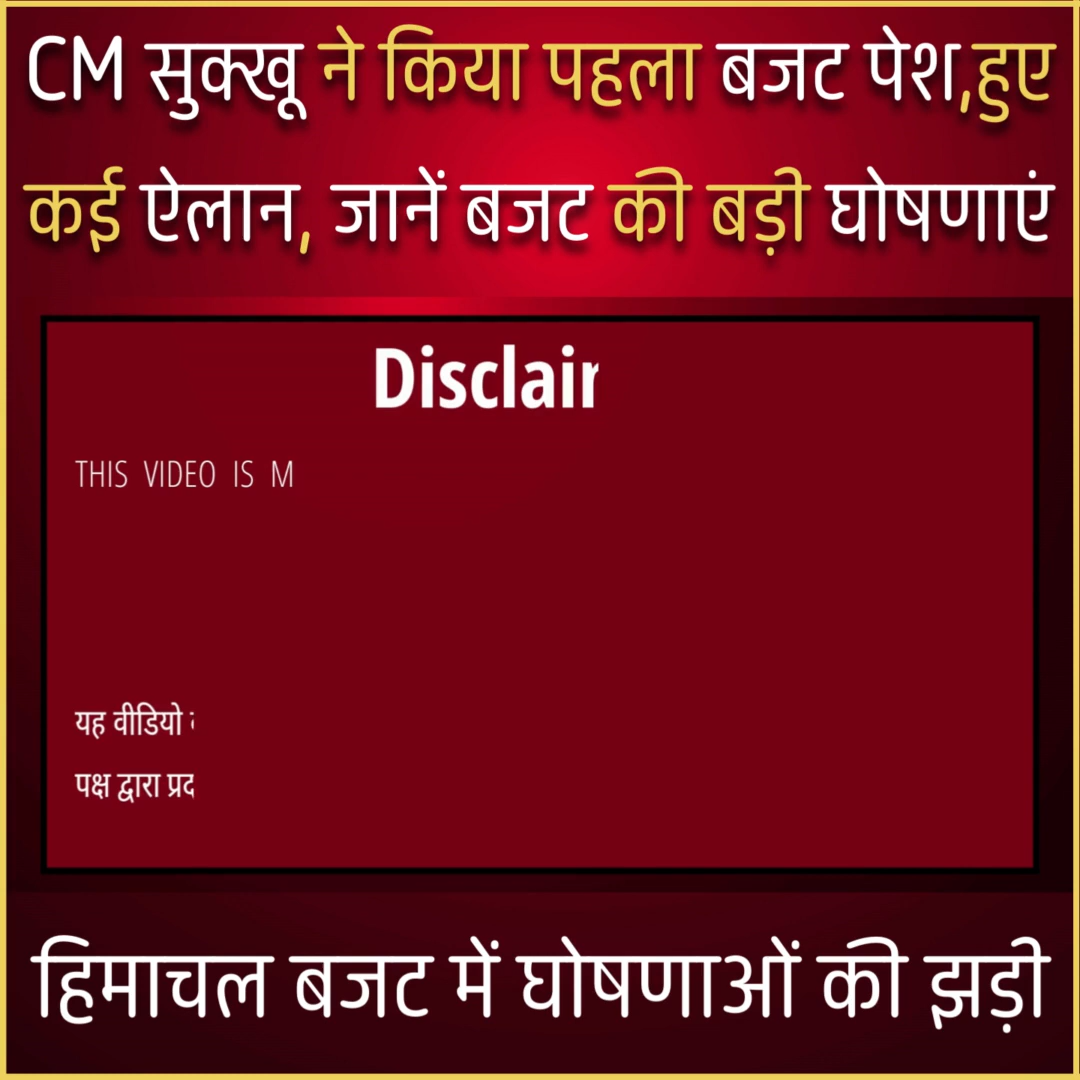 CM सुक्खू ने किया पहला बजट पेश,हुए
कई ऐलान, जानें बजट की बड़ी घोषणाएं
Disclair
THIS VIDEO IS M
यह वीडियो
पक्ष द्वारा प्रद
हिमाचल बजट में घोषणाओं की झड़ी